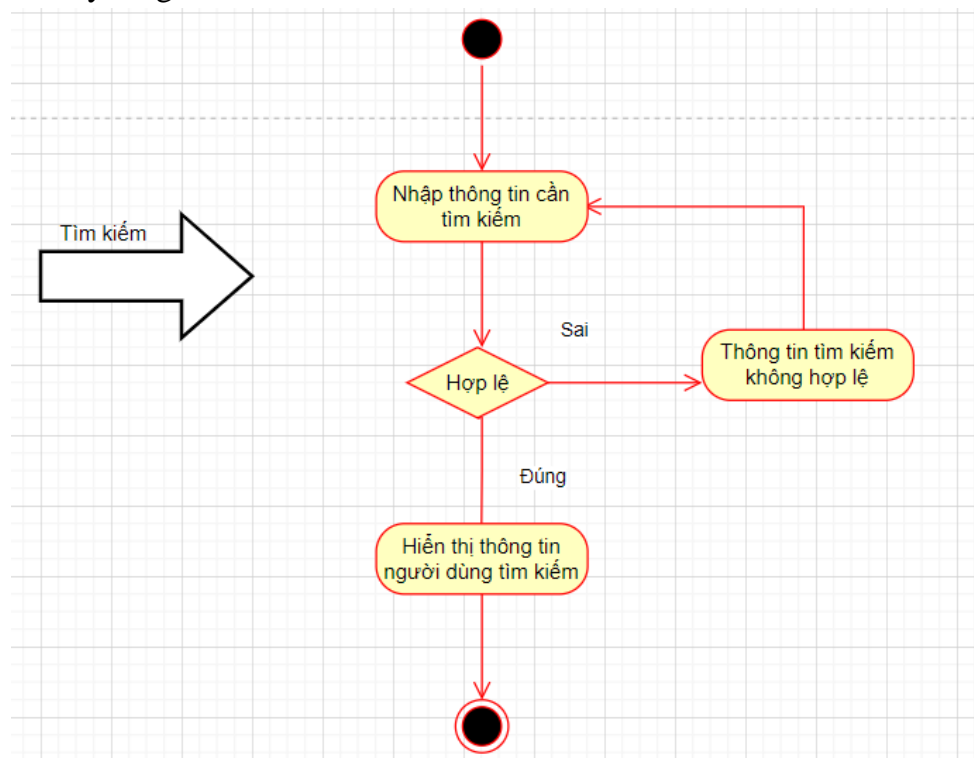 Nhập thông tin cần
tìm kiếm
Tìm kiếm
Sai
Thông tin tìm kiếm
không hợp lệ
Hợp lệ
Đúng
Hiển thị thông tin
người dùng tìm kiếm